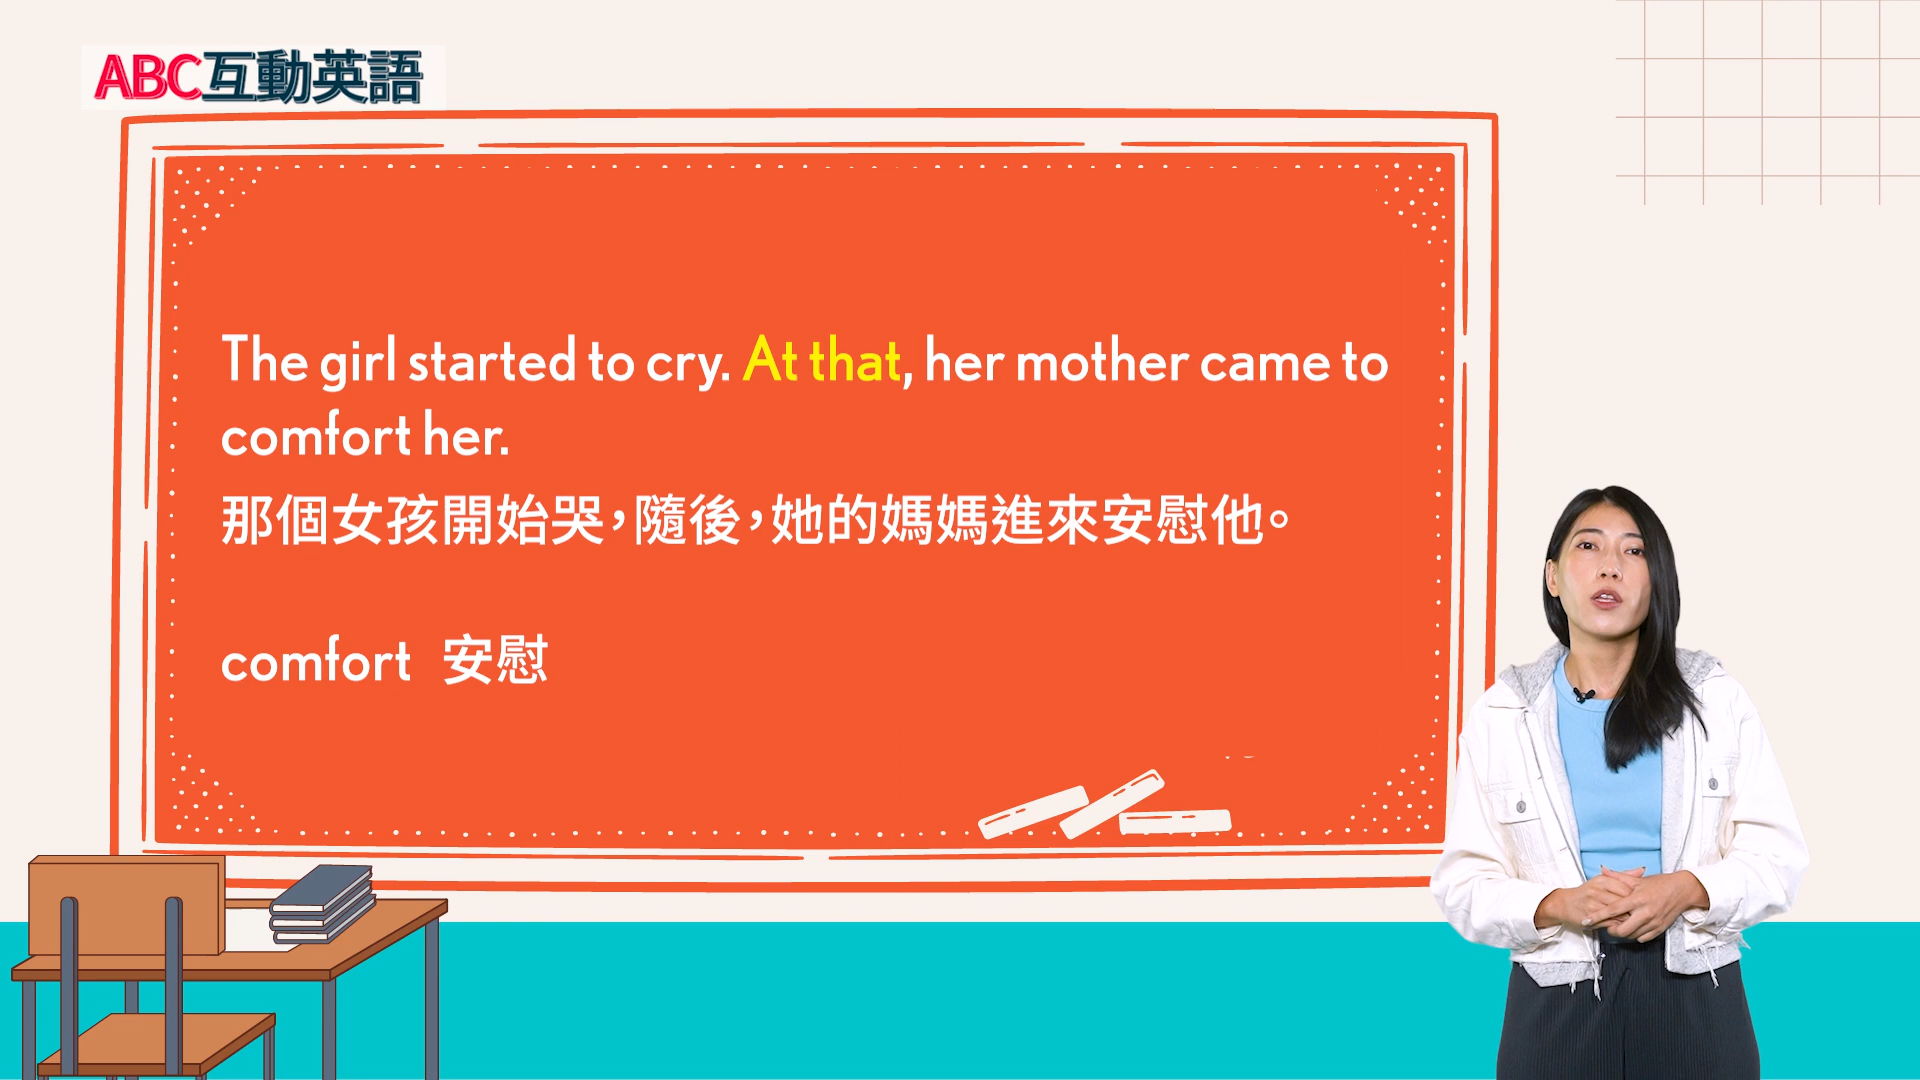 ABC互動英語
The girl started to cry. At that, her mother came to
comfort her.
那個女孩開始哭，隨後，她的媽媽進來安慰他。
comfort 安慰